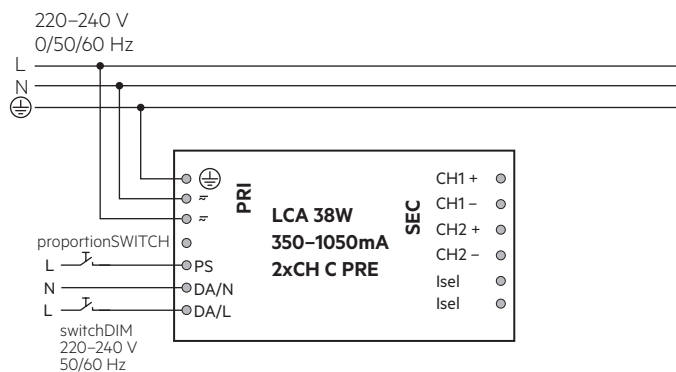 220–240 V
0/50/60 Hz
L
N
PRI
LCA 38W
350–1050mA
2xCH C PRE
SEC
CH1 +
CH1 –
CH2 +
CH2 –
Isel
Isel
proportionSWITCH
L
PS
N
DA/N
L
DA/L
switchDIM
220–240 V
50/60 Hz